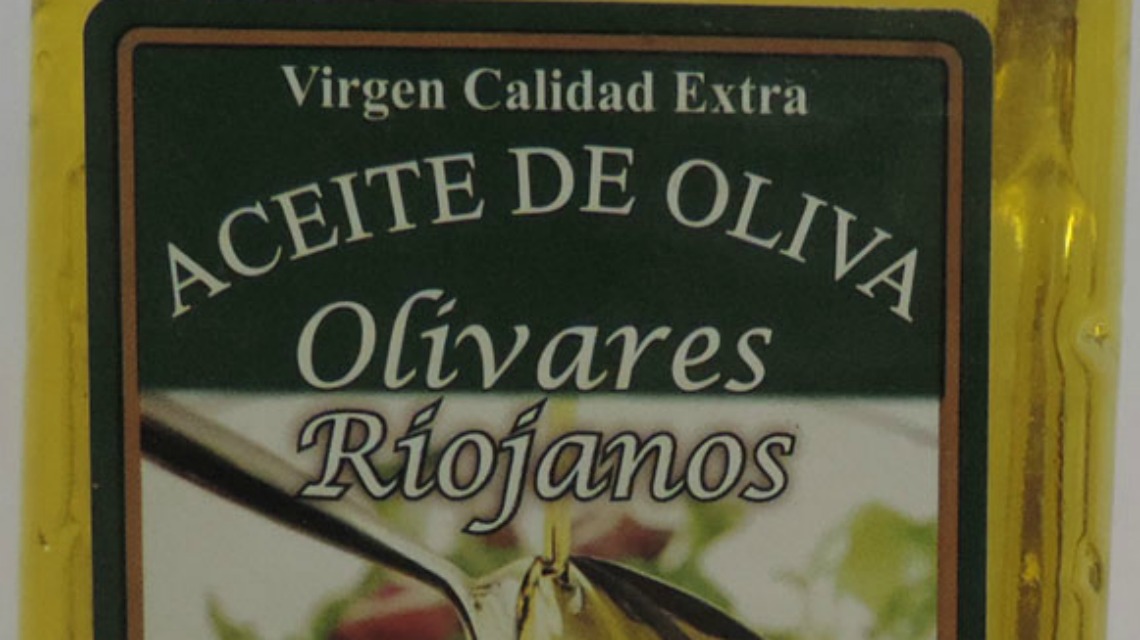 Virgen Calidad Extra
ACEITE DE OLIVA
Olivares
Riojanos